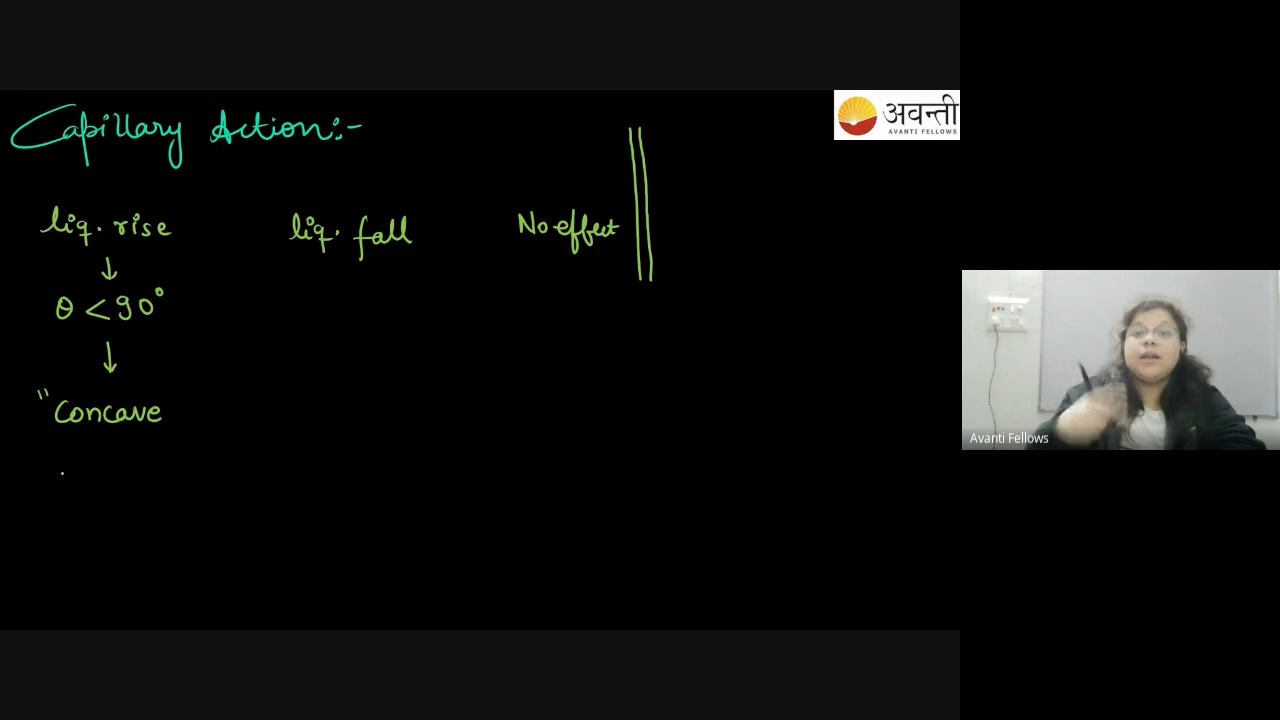 Capillary Action:-
अवन्ती
AVANTI FELLOWS
liq. rise liq. fall No effect
↓
θ < 90°
↓
"Concave
Avanti Fellows